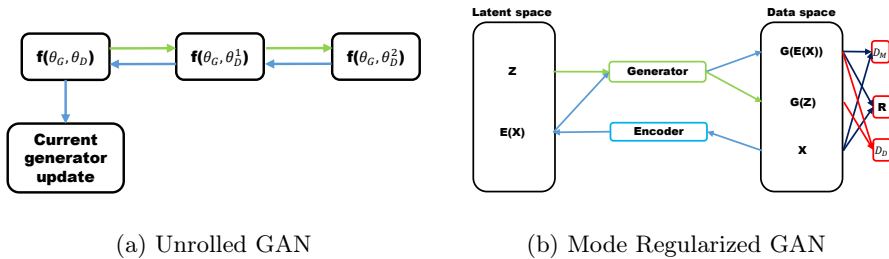 f(θ_G, θ_D)
f(θ_G, θ_D^1)
f(θ_G, θ_D^2)
Current
generator
update
(a) Unrolled GAN
Latent space
Data space
Z
E(X)
Generator
Encoder
G(E(X))
G(Z)
X
D_M
R
D_D
(b) Mode Regularized GAN